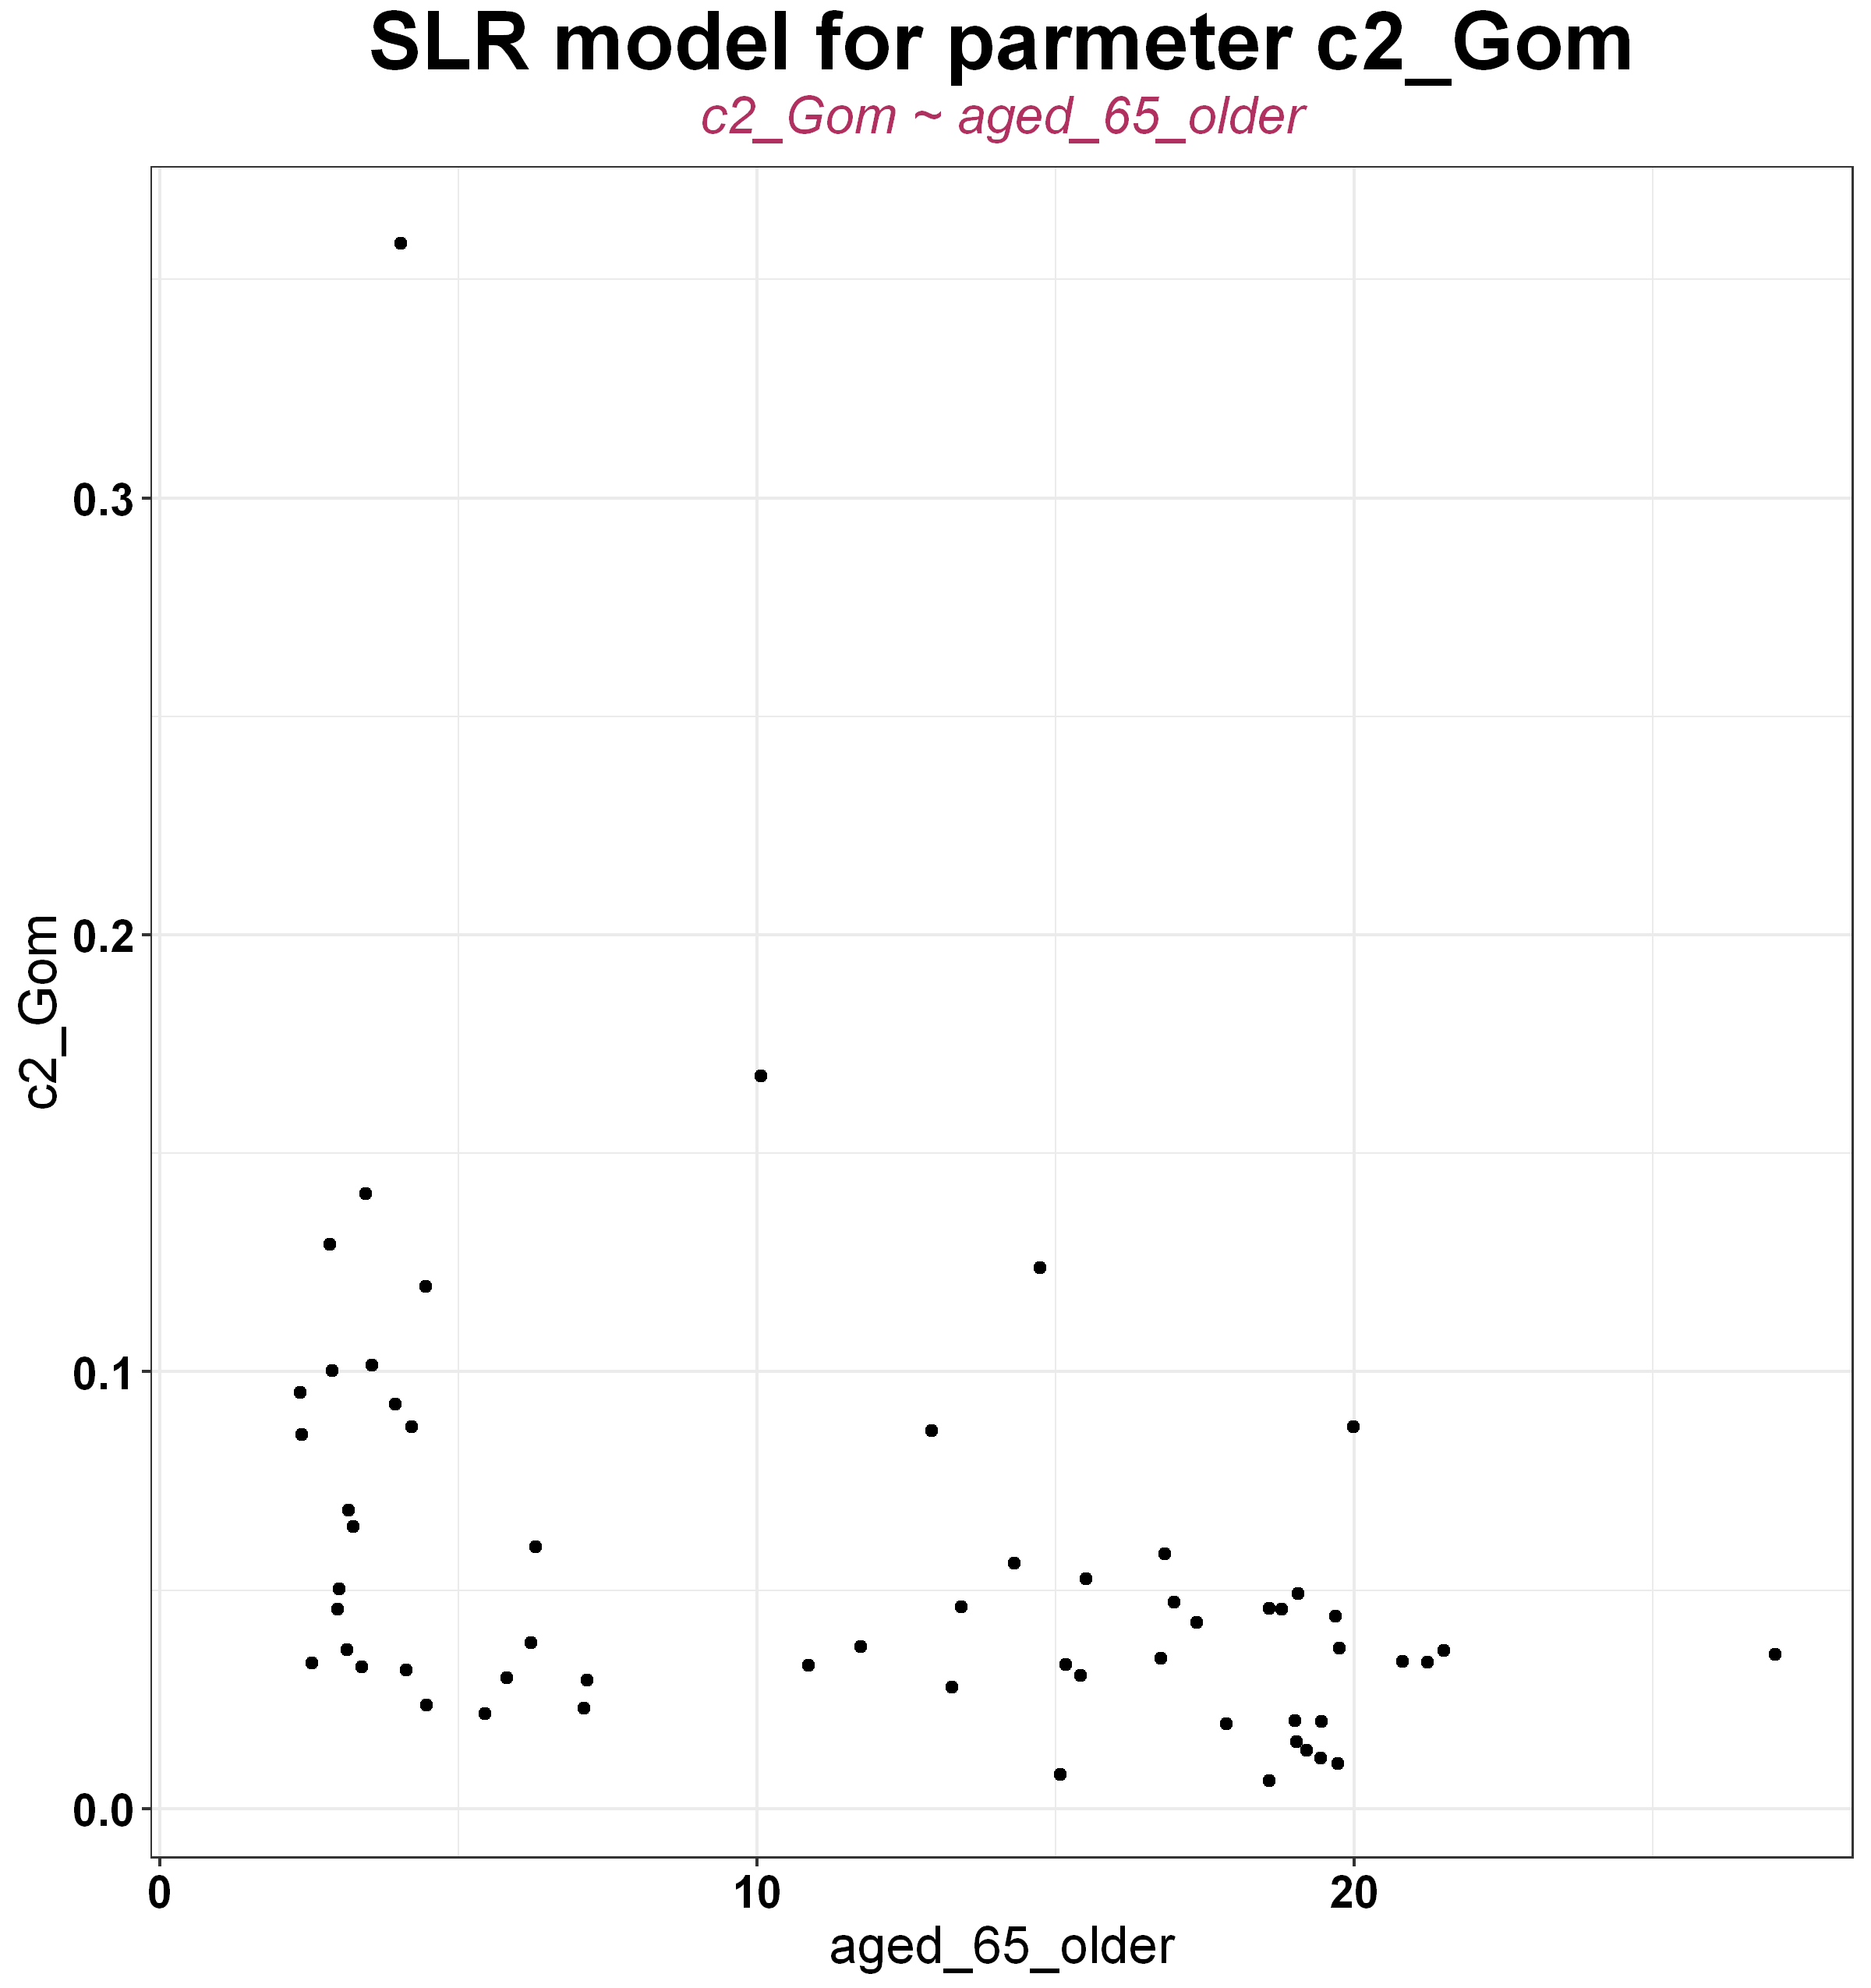 SLR model for parmeter c2_Gom
c2_Gom ~ aged_65_older
0.3
0.2
0.1
0.0
c2_Gom
0 10 20
aged_65_older